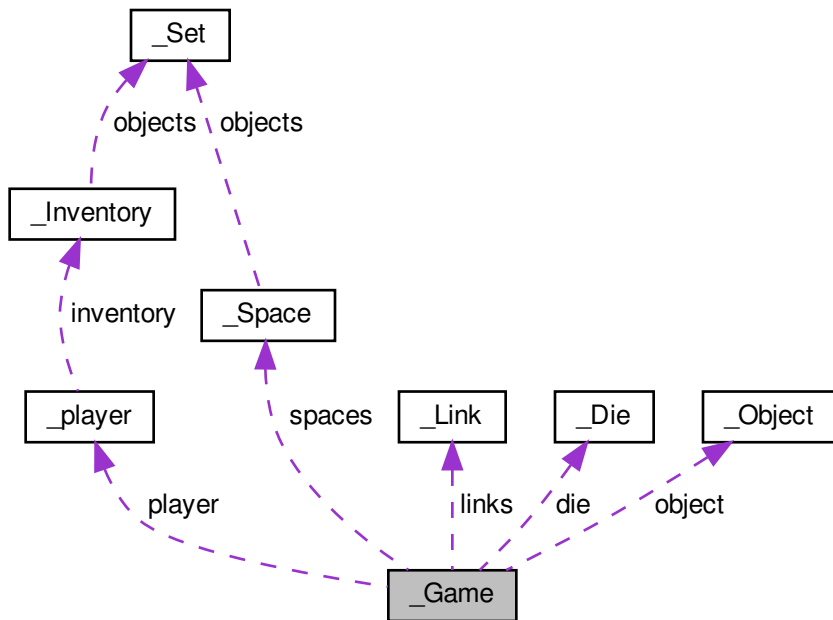 _Set
objects
objects
_Inventory
inventory
_Space
_player
spaces
_Link
_Die
_Object
player
links
die
object
_Game